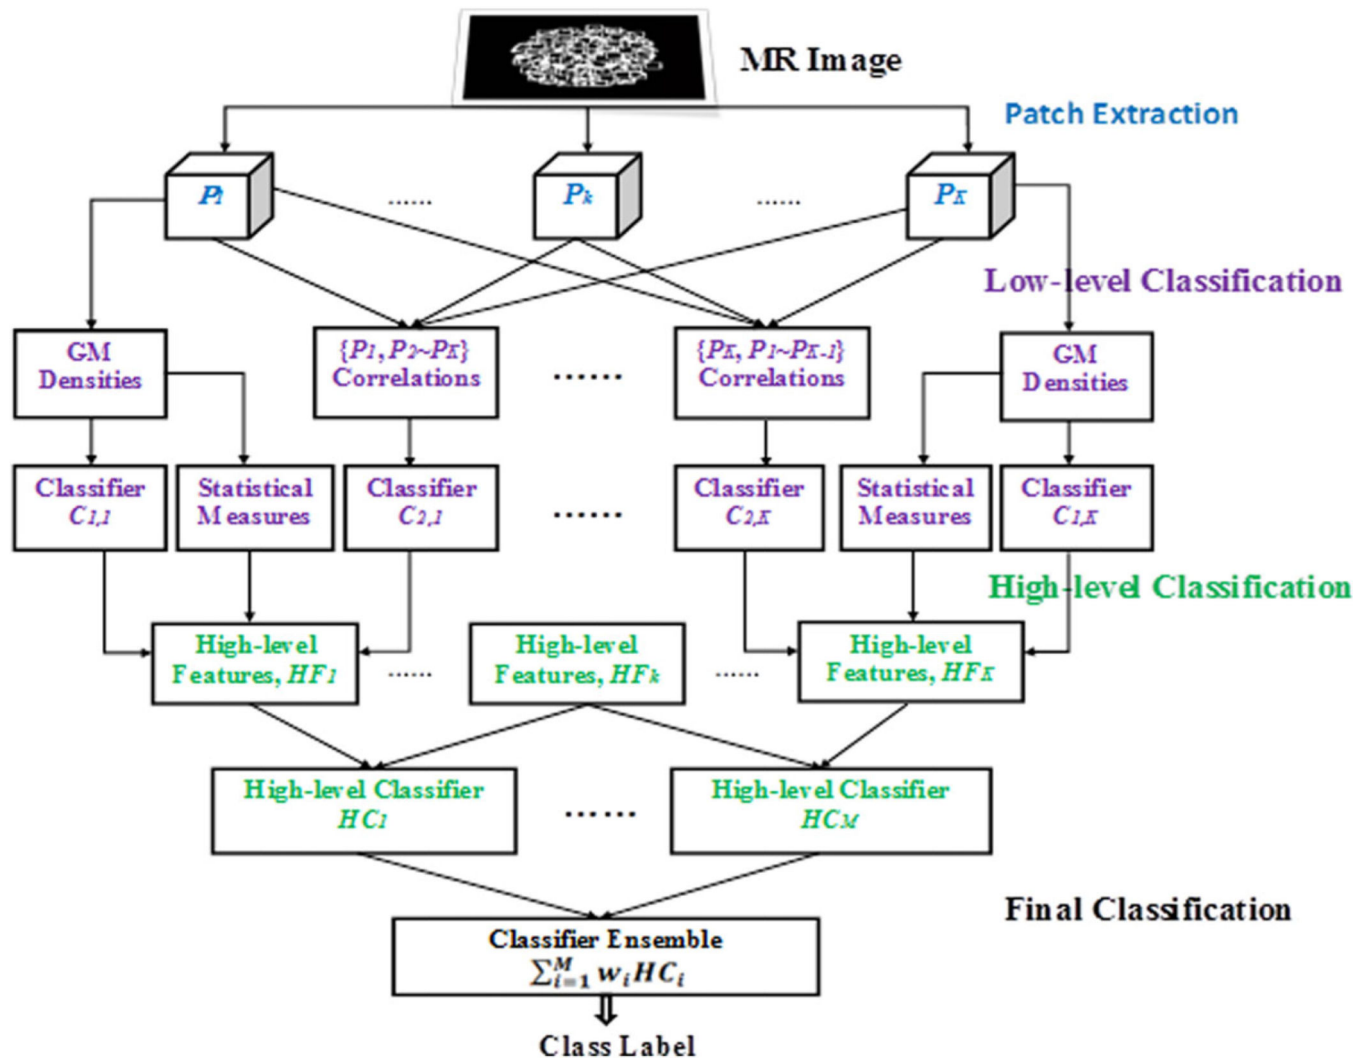 MR Image
Patch Extraction
P1
......
Pk
......
PK
Low-level Classification
GM
Densities
{P1, P2~PK}
Correlations
......
{PK, P1~PK-1}
Correlations
GM
Densities
Classifier
C1,1
Statistical
Measures
Classifier
C2,1
......
Classifier
C2,K
Statistical
Measures
Classifier
C1,K
High-level Classification
High-level
Features, HF1
......
High-level
Features, HFk
......
High-level
Features, HFK
High-level Classifier
HC1
......
High-level Classifier
HCM
Final Classification
Classifier Ensemble
∑_{i=1}^{M} w_i HC_i
Class Label